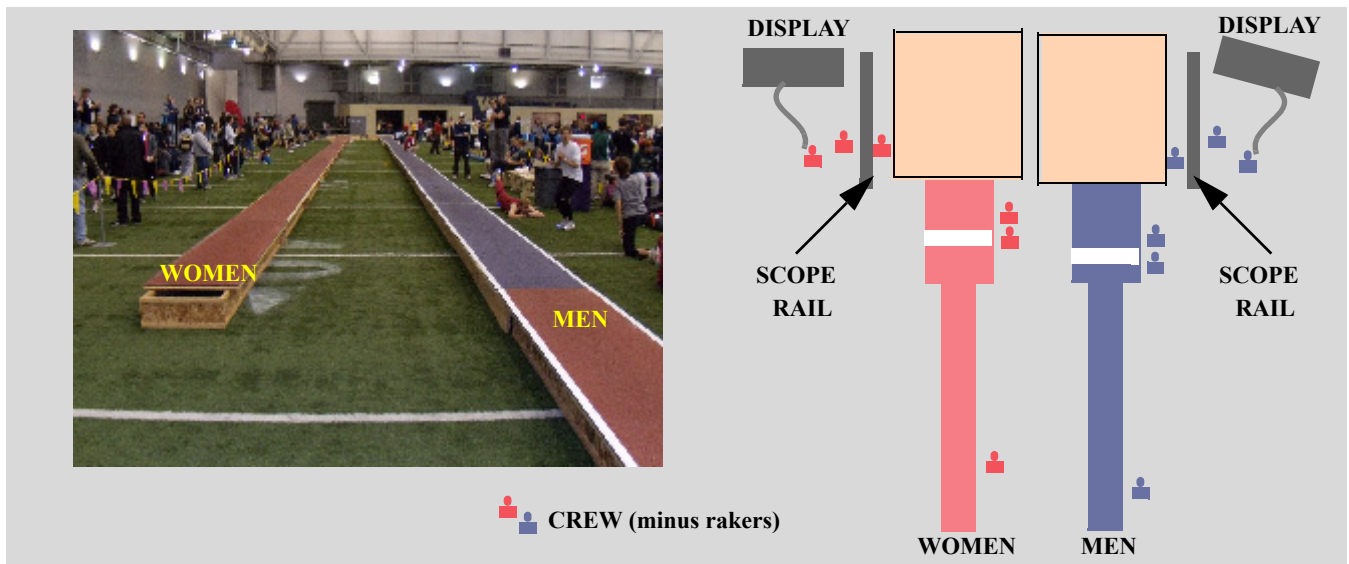 WOMEN
MEN
DISPLAY
DISPLAY
SCOPE
RAIL
SCOPE
RAIL
CREW (minus rakers)
WOMEN
MEN